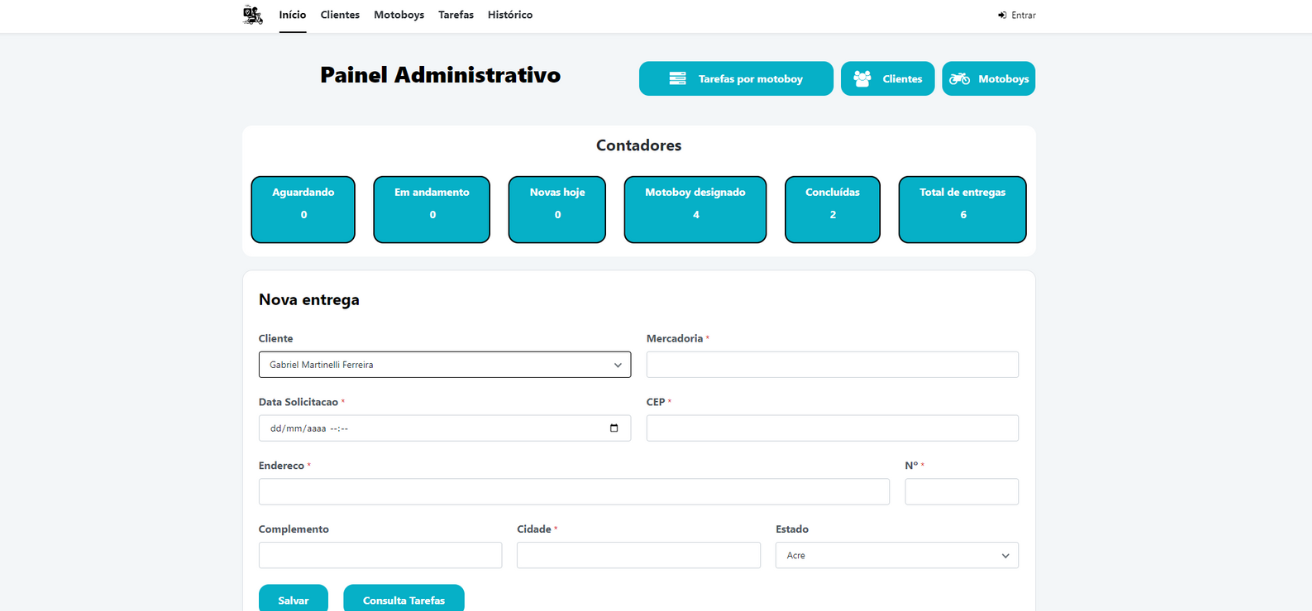 Início Clientes Motoboys Tarefas Histórico Entrar
Painel Administrativo Tarefas por motoboy Clientes Motoboys
Contadores
Aguardando Em andamento Novas hoje Motoboy designado Concluídas Total de entregas
0 0 0 4 2 6
Nova entrega
Cliente Mercadoria *
Gabriel Martinelli Ferreira
Data Solicitacao * CEP *
dd/mm/aaaa --:--
Endereco * Nº *
Complemento Cidade * Estado
Acre
Salvar Consulta Tarefas